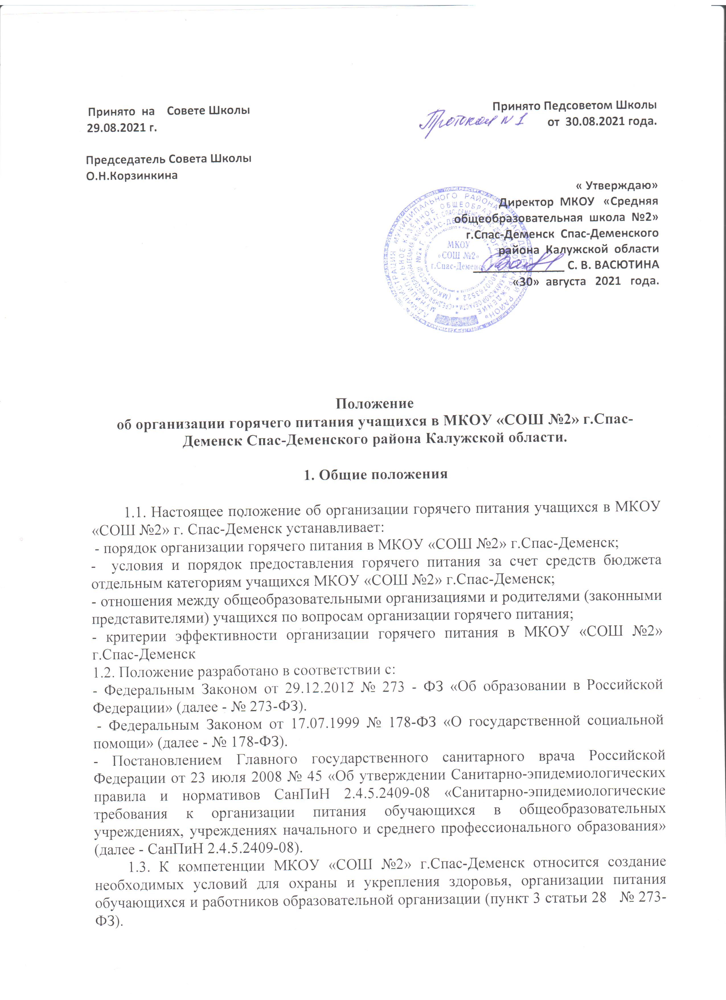 Принято на Совете Школы
29.08.2021 г.
Председатель Совета Школы
О.Н.Корзинкина
Принято Педсоветом Школы
Протокол N 1 от 30.08.2021 года.
« Утверждаю»
Директор МКОУ «Средняя
общеобразовательная школа №2»
г.Спас-Деменск Спас-Деменского
района Калужской области
С. В. ВАСЮТИНА
«30» августа 2021 года.
МКОУ
«СОШ №2»
г.Спас-Деменск
Положение
об организации горячего питания учащихся в МКОУ «СОШ №2» г.Спас-
Деменск Спас-Деменского района Калужской области.
1. Общие положения
1.1. Настоящее положение об организации горячего питания учащихся в МКОУ
«СОШ №2» г. Спас-Деменск устанавливает:
- порядок организации горячего питания в МКОУ «СОШ №2» г.Спас-Деменск;
- условия и порядок предоставления горячего питания за счет средств бюджета
отдельным категориям учащихся МКОУ «СОШ №2» г.Спас-Деменск;
- отношения между общеобразовательными организациями и родителями (законными
представителями) учащихся по вопросам организации горячего питания;
- критерии эффективности организации горячего питания в МКОУ «СОШ №2»
г.Спас-Деменск
1.2. Положение разработано в соответствии с:
- Федеральным Законом от 29.12.2012 № 273 - ФЗ «Об образовании в Российской
Федерации» (далее - № 273-ФЗ).
- Федеральным Законом от 17.07.1999 № 178-ФЗ «О государственной социальной
помощи» (далее - № 178-ФЗ).
- Постановлением Главного государственного санитарного врача Российской
Федерации от 23 июля 2008 № 45 «Об утверждении Санитарно-эпидемиологических
правила и нормативов СанПиН 2.4.5.2409-08 «Санитарно-эпидемиологические
требования к организации питания обучающихся в общеобразовательных
учреждениях, учреждениях начального и среднего профессионального образования»
(далее - СанПиН 2.4.5.2409-08).
1.3. К компетенции МКОУ «СОШ №2» г.Спас-Деменск относится создание
необходимых условий для охраны и укрепления здоровья, организации питания
обучающихся и работников образовательной организации (пункт 3 статьи 28 № 273-
ФЗ).